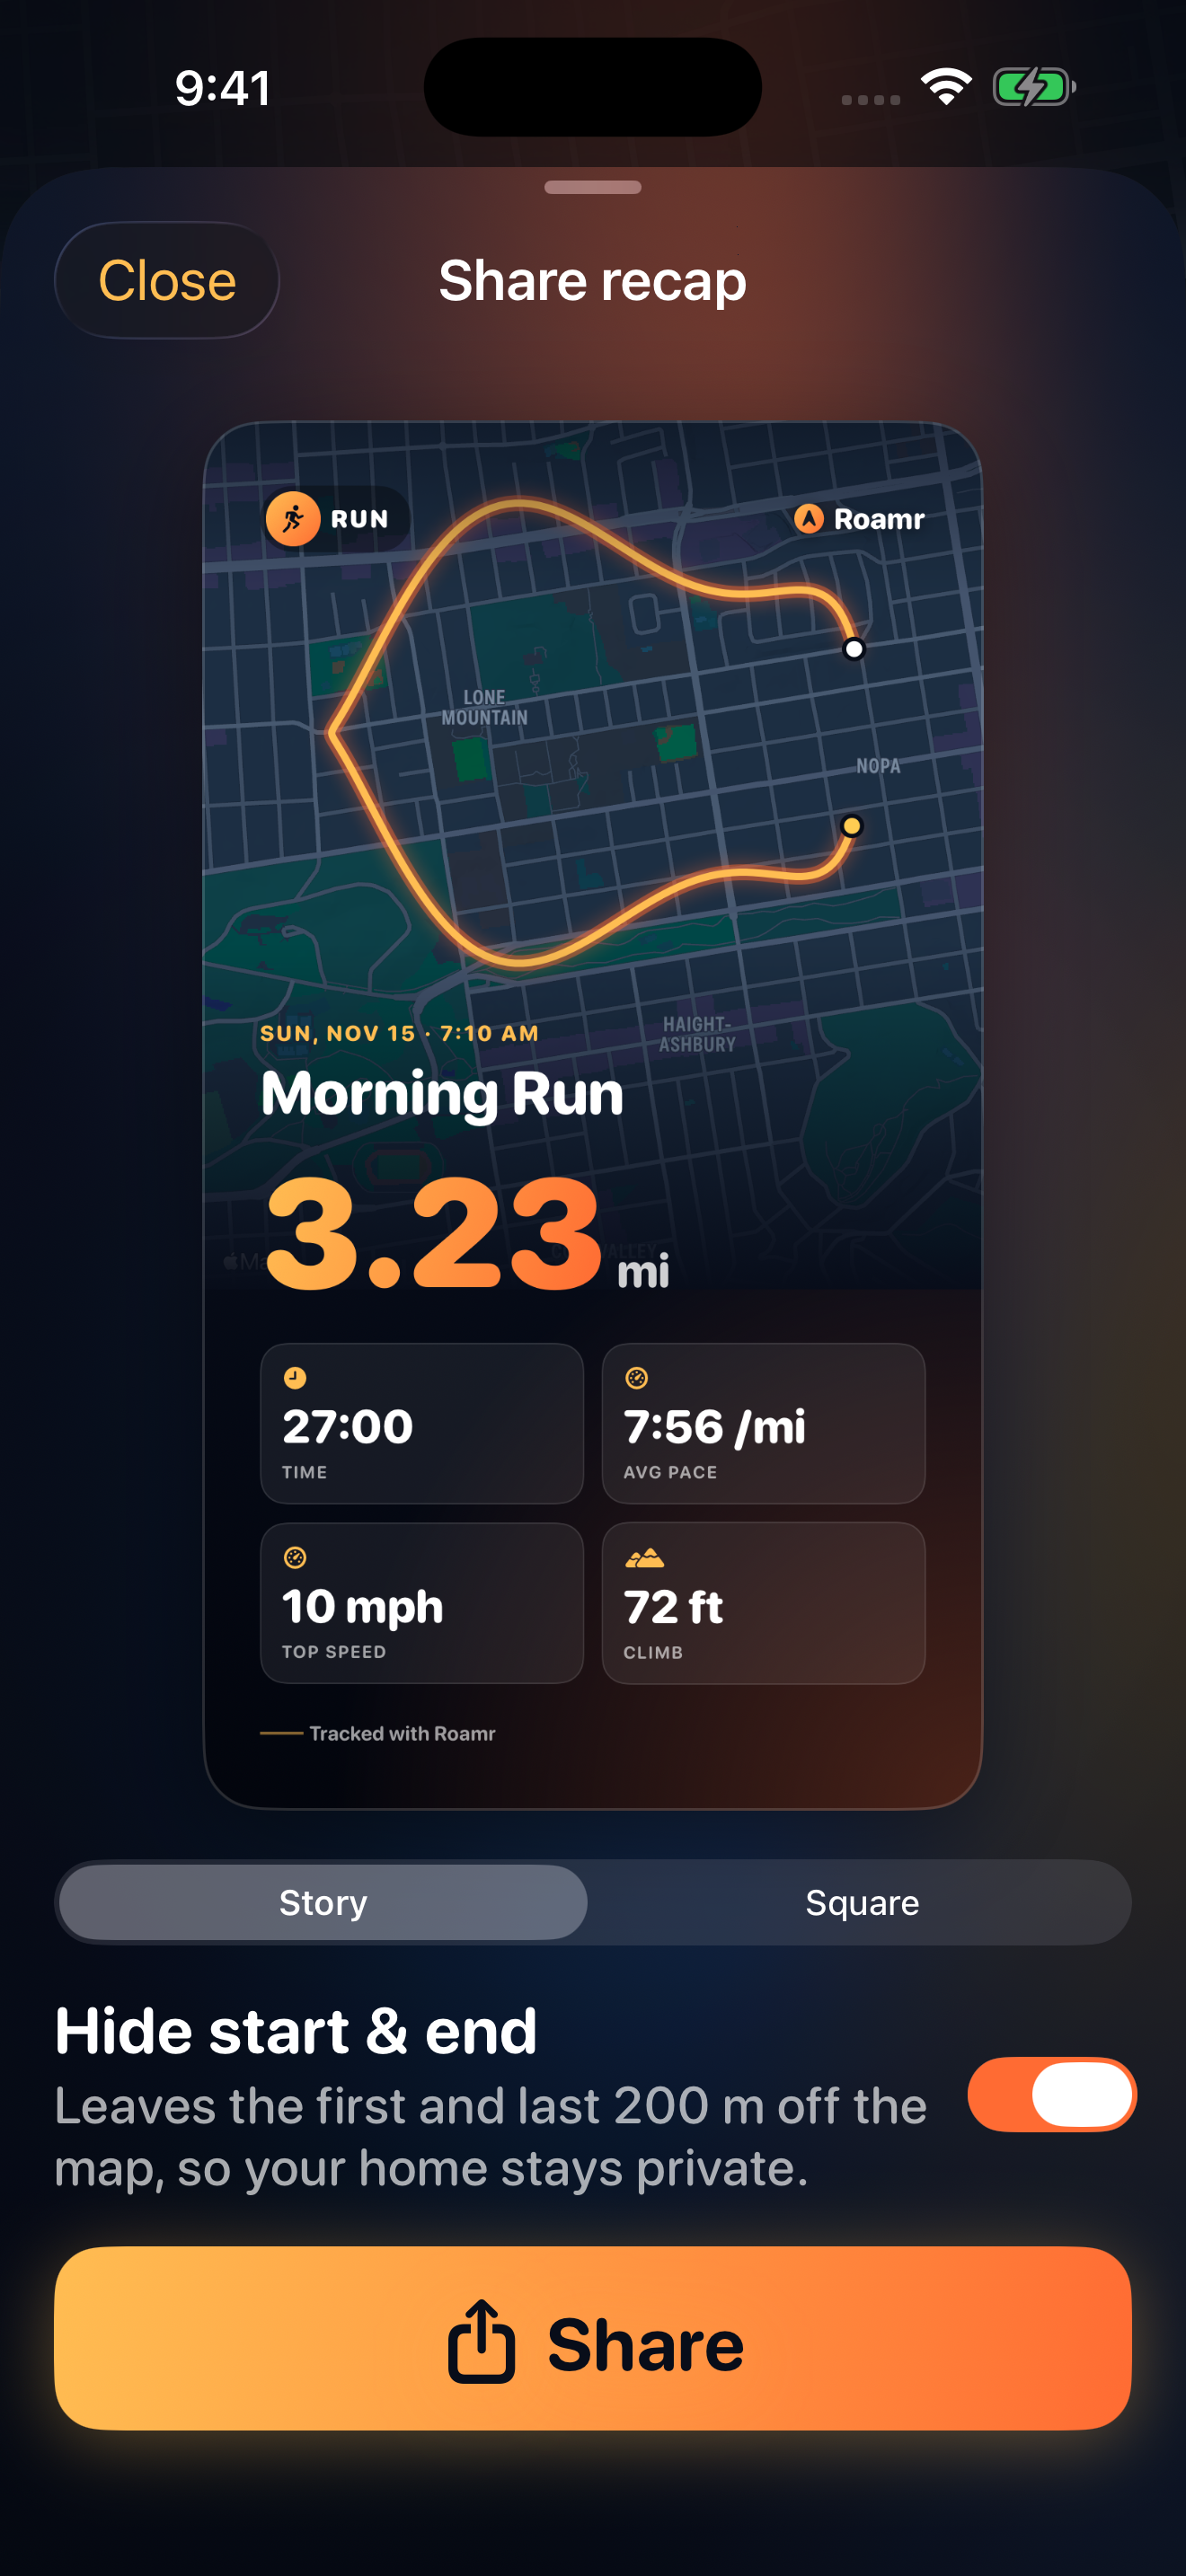 9:41
Close
Share recap
RUN
Roamr
LONE
MOUNTAIN
NOPA
HAIGHT-
ASHBURY
SUN, NOV 15 · 7:10 AM
Morning Run
3.23 mi
27:00
TIME
7:56 /mi
AVG PACE
10 mph
TOP SPEED
72 ft
CLIMB
Tracked with Roamr
Story
Square
Hide start & end
Leaves the first and last 200 m off the
map, so your home stays private.
Share